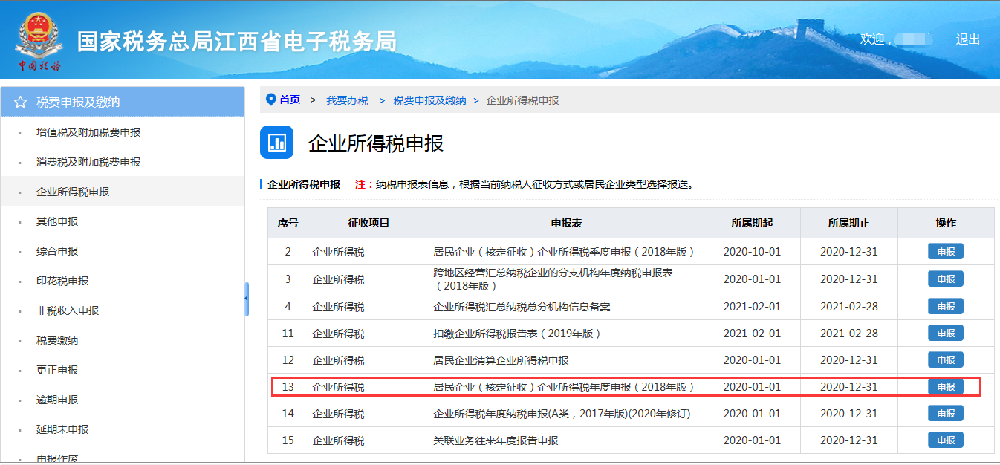 国家税务总局江西省电子税务局
中国税务
欢迎，
退出
税费申报及缴纳
增值税及附加税费申报
消费税及附加税费申报
企业所得税申报
其他申报
综合申报
印花税申报
非税收入申报
税费缴纳
更正申报
逾期申报
延期未申报
申报作废
首页 > 我要办税 > 税费申报及缴纳 > 企业所得税申报
企业所得税申报
企业所得税申报 注：纳税申报表信息，根据当前纳税人征收方式或居民企业类型选择报送。
序号 征收项目 申报表 所属期起 所属期止 操作
2 企业所得税 居民企业（核定征收）企业所得税季度申报（2018年版） 2020-10-01 2020-12-31 申报
3 企业所得税 跨地区经营汇总纳税企业的分支机构年度纳税申报表
（2018年版） 2020-01-01 2020-12-31 申报
4 企业所得税 企业所得税汇总纳税总分机构信息备案 2021-02-01 2021-02-28 申报
11 企业所得税 扣缴企业所得税报告表（2019年版） 2021-02-01 2021-02-28 申报
12 企业所得税 居民企业清算企业所得税申报 2020-01-01 2020-12-31 申报
13 企业所得税 居民企业（核定征收）企业所得税年度申报（2018年版） 2020-01-01 2020-12-31 申报
14 企业所得税 企业所得税年度纳税申报(A类，2017年版)(2020年修订) 2020-01-01 2020-12-31 申报
15 企业所得税 关联业务往来年度报告申报 2020-01-01 2020-12-31 申报